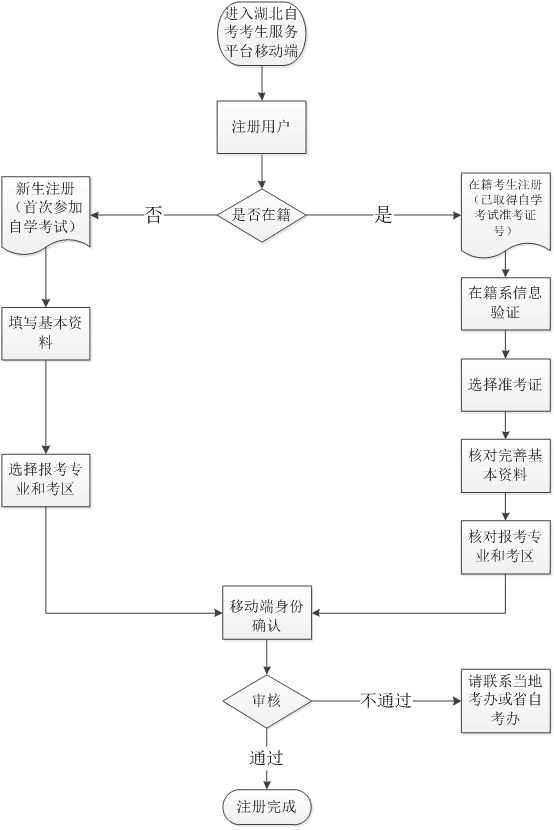 进入湖北自
考考生服务
平台移动端
注册用户
是否在籍
否
是
新生注册
（首次参加
自学考试）
填写基本资
料
选择报考专
业和考区
在籍考生注册
（已取得自学
考试准考证
号）
在籍系信息
验证
选择准考证
核对完善基
本资料
核对报考专
业和考区
移动端身份
确认
审核
不通过
请联系当地
考办或省自
考办
通过
注册完成